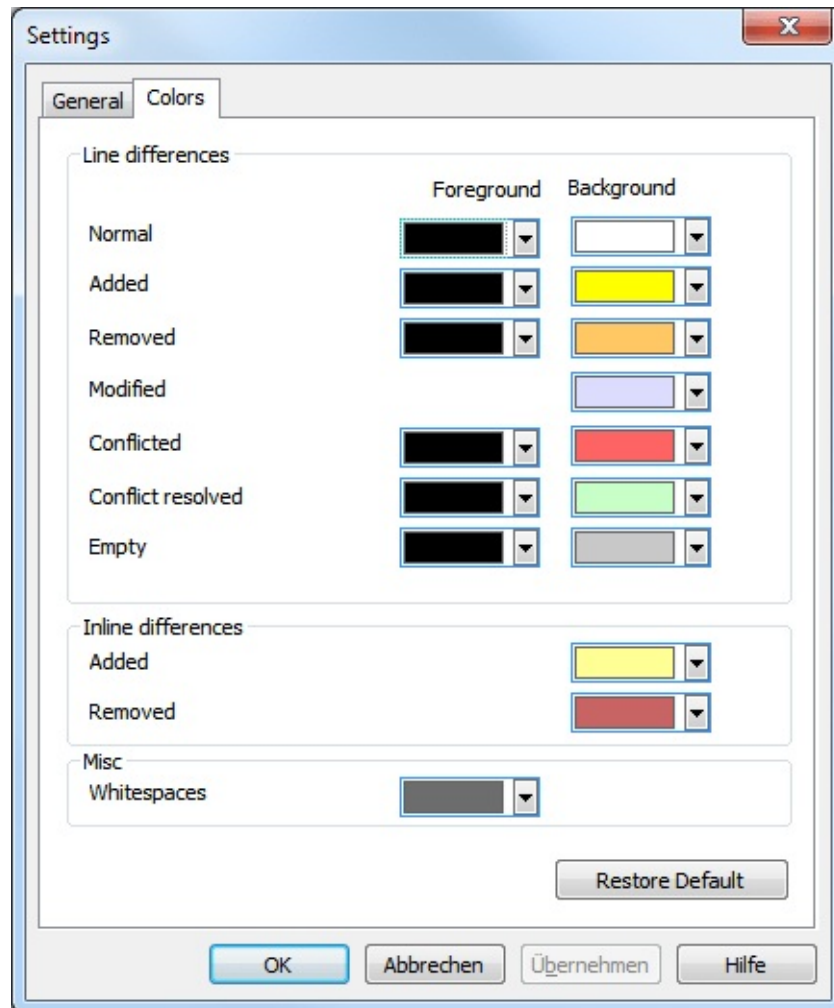 Settings
General Colors
Line differences
Foreground Background
Normal
Added
Removed
Modified
Conflicted
Conflict resolved
Empty
Inline differences
Added
Removed
Misc
Whitespaces
Restore Default
OK Abbrechen Übernehmen Hilfe